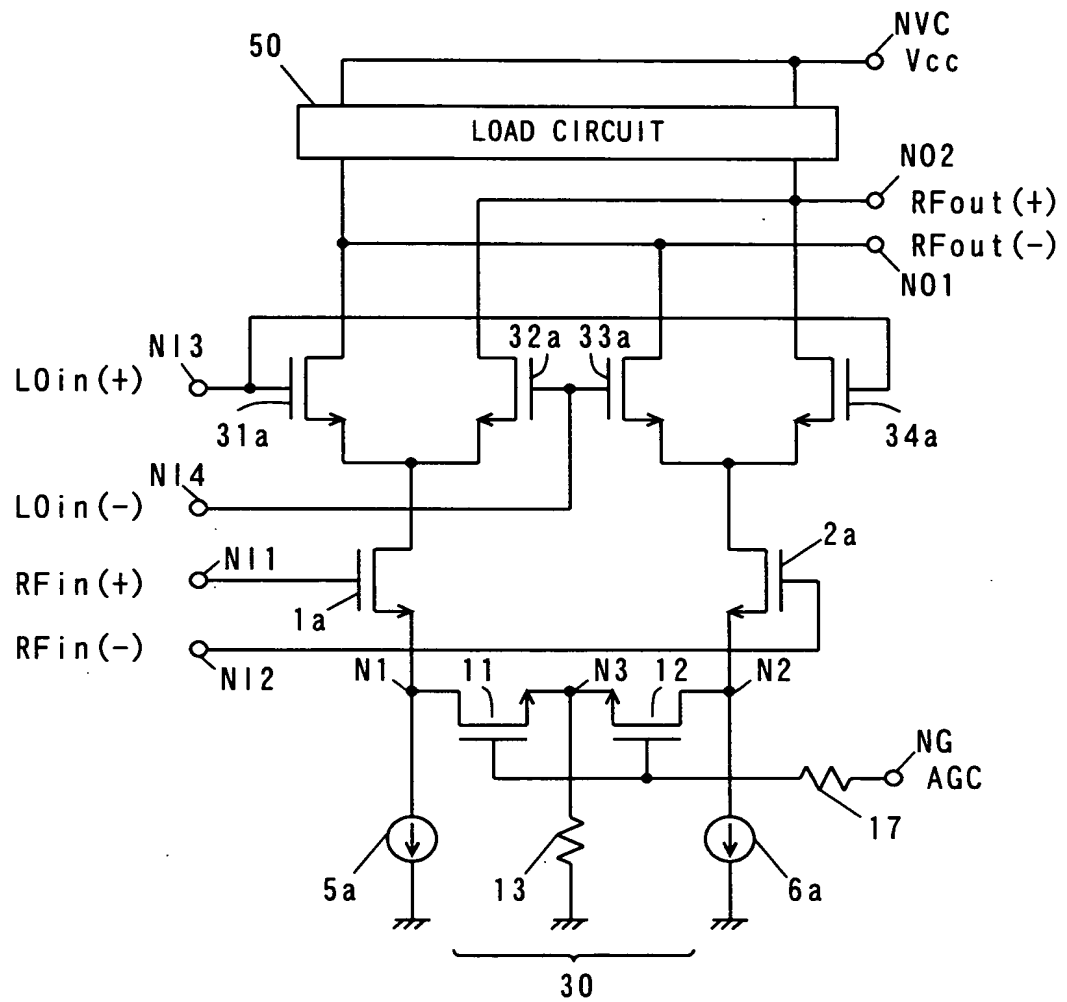 NVC
50
Vcc
LOAD CIRCUIT
NO2
RFout(+)
RFout(-)
NO1
32a
33a
NI3
LOin(+)
31a
34a
NI4
LOin(-)
2a
NI1
RFin(+)
1a
RFin(-)
NI2
N1
11
N3
12
N2
NG
AGC
17
5a
13
6a
30